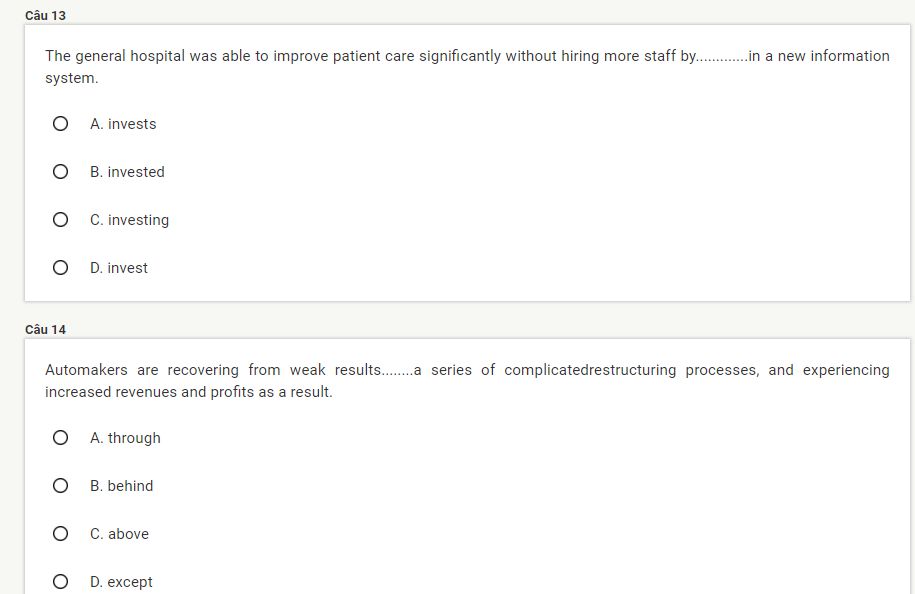 Câu 13
The general hospital was able to improve patient care significantly without hiring more staff by.............in a new information
system.
A. invests
B. invested
C. investing
D. invest
Câu 14
Automakers are recovering from weak results........a series of complicatedrestructuring processes, and experiencing
increased revenues and profits as a result.
A. through
B. behind
C. above
D. except